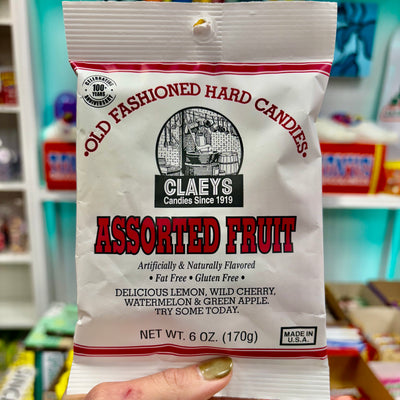 CELEBRATING
100+
YEARS
ANNIVERSARY
•OLD FASHIONED HARD CANDIES•
CLAEYS
Candies Since 1919
ASSORTED FRUIT
Artificially & Naturally Flavored
• Fat Free • Gluten Free •
DELICIOUS LEMON, WILD CHERRY,
WATERMELON & GREEN APPLE.
TRY SOME TODAY.
NET WT. 6 OZ. (170g)
MADE IN
U.S.A.